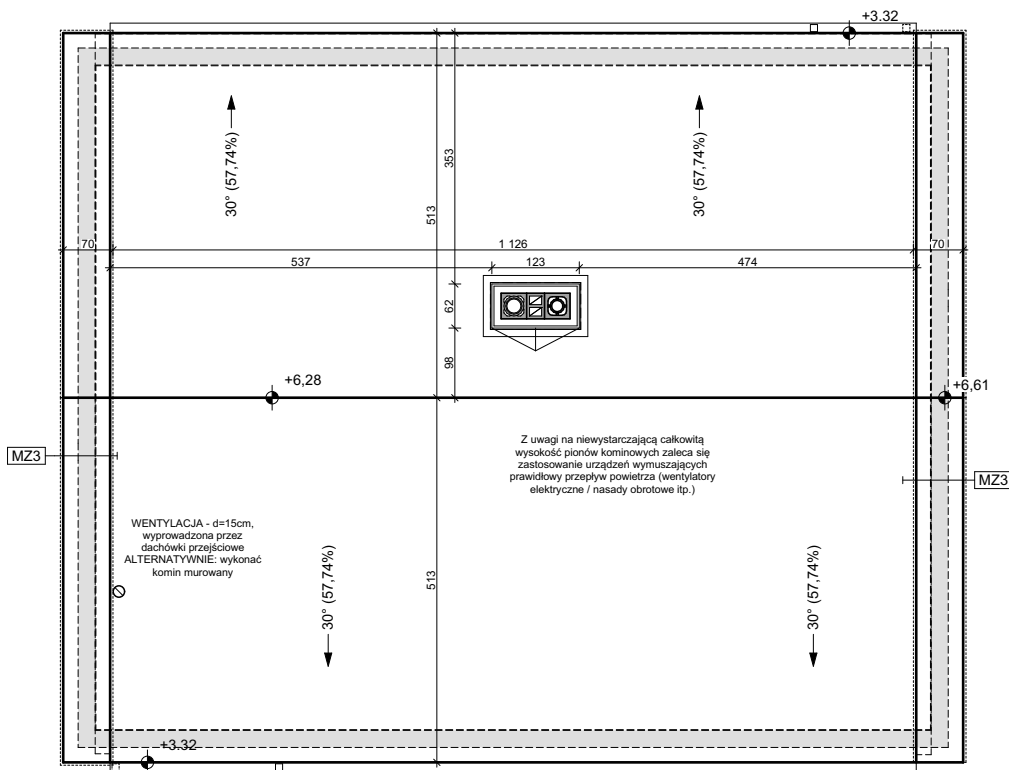 +3.32
30° (57,74%)
30° (57,74%)
353
513
70
1 126
70
537
123
474
62
98
+6,28
+6,61
MZ3
Z uwagi na niewystarczającą całkowitą
wysokość pionów kominowych zaleca się
zastosowanie urządzeń wymuszających
prawidłowy przepływ powietrza (wentylatory
elektryczne / nasady obrotowe itp.)
MZ3
WENTYLACJA - d=15cm,
wyprowadzona przez
dachówki przejściowe
ALTERNATYWNIE: wykonać
komin murowany
513
30° (57,74%)
30° (57,74%)
+3.32